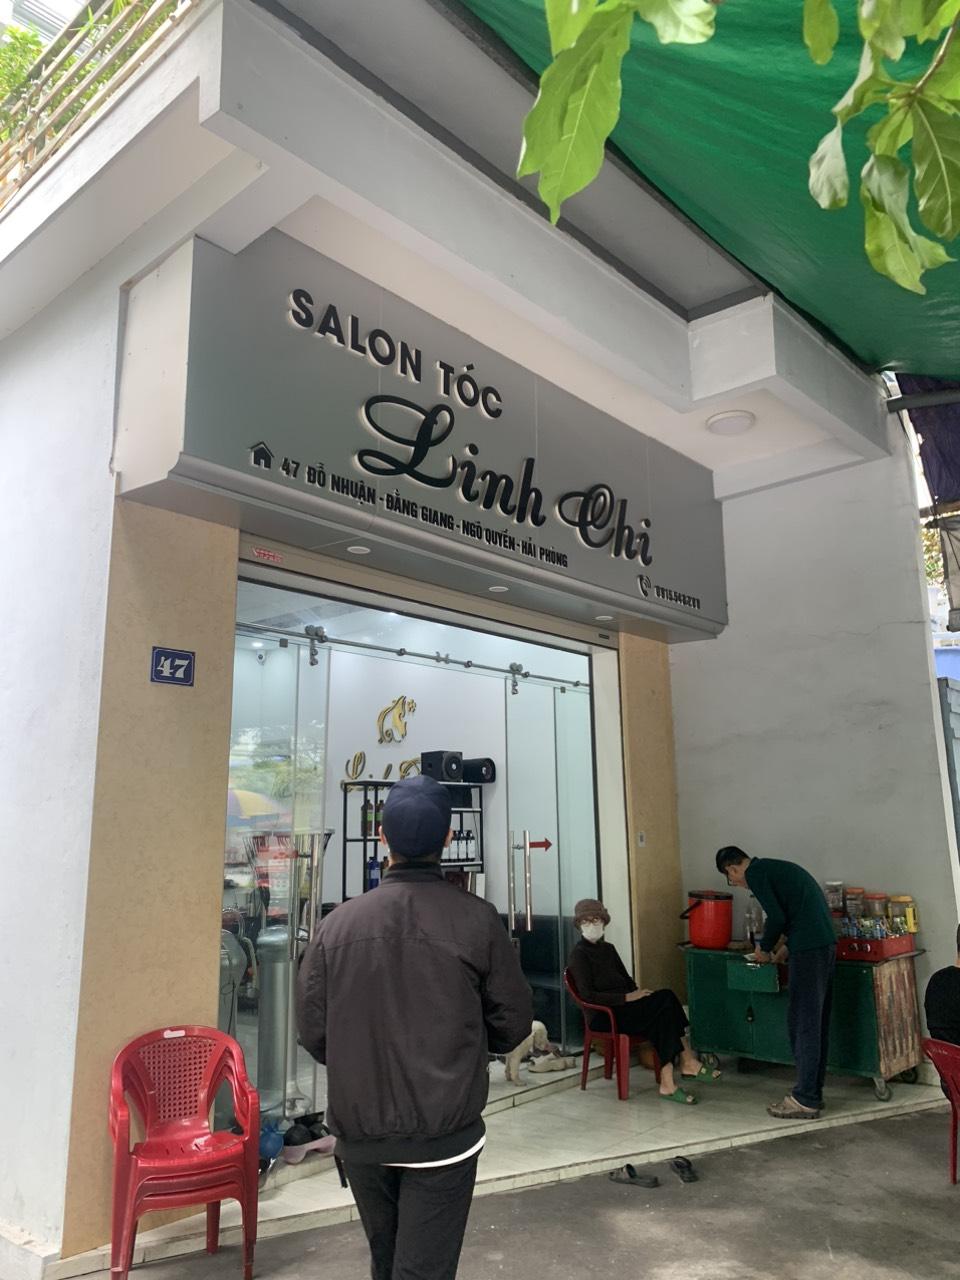 SALON TÓC
Linh Chi
47 ĐỖ NHUẬN - ĐẰNG GIANG - NGÔ QUYỀN - HẢI PHÒNG
47